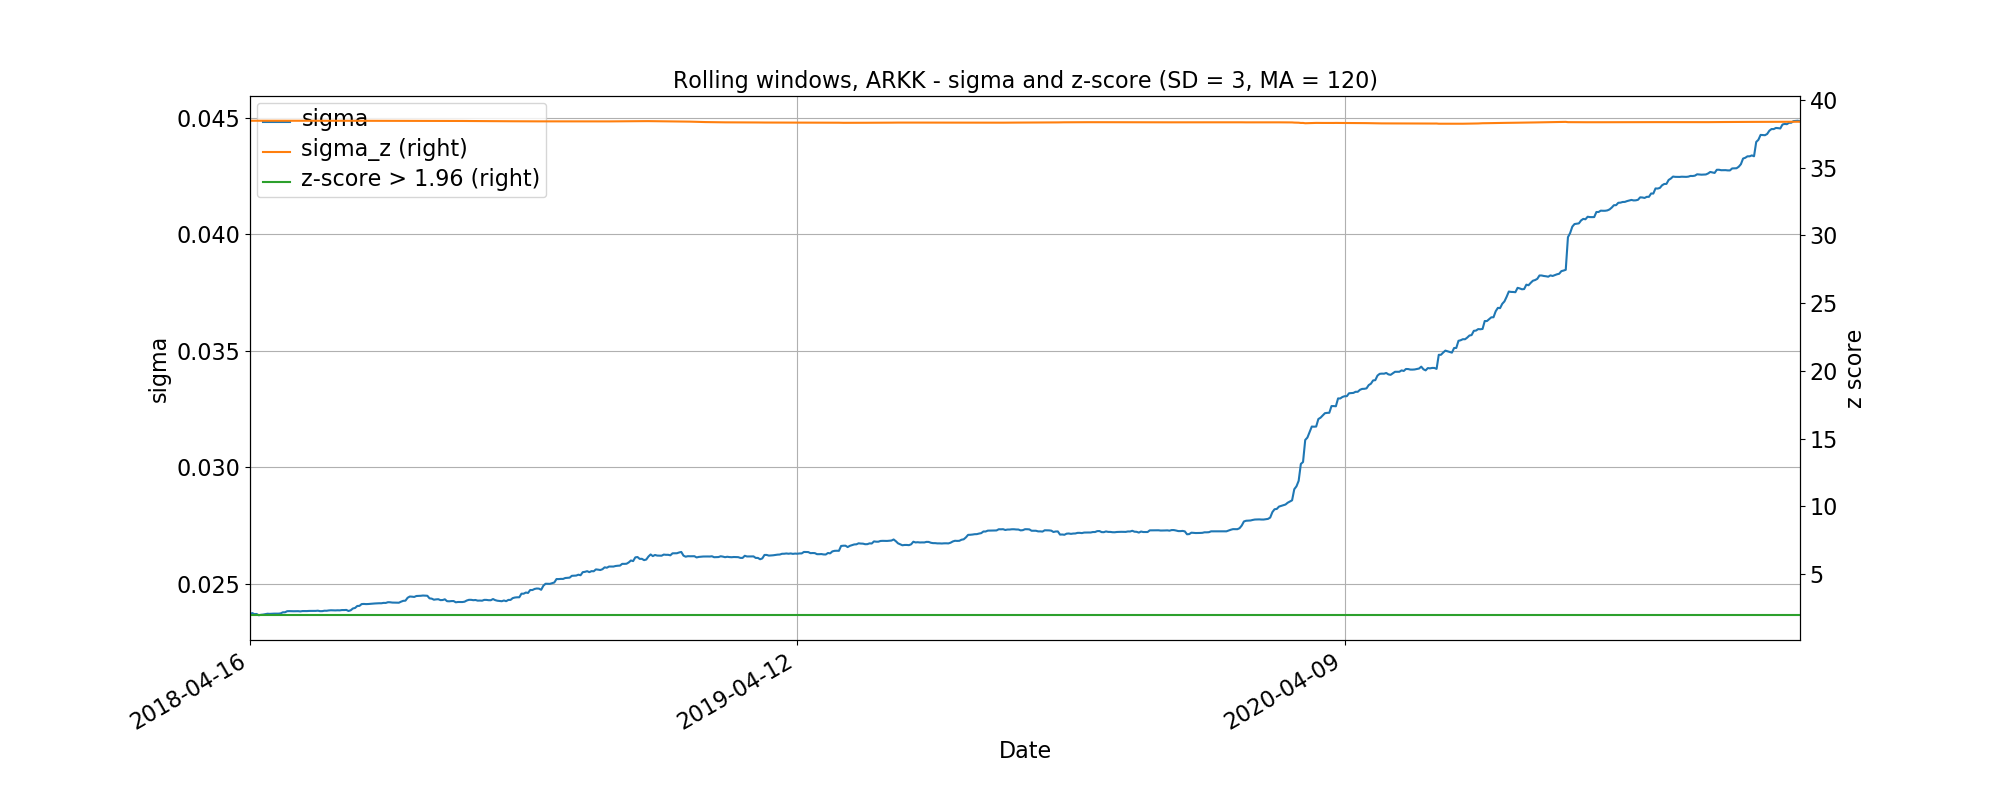 Rolling windows, ARKK - sigma and z-score (SD = 3, MA = 120)
sigma
sigma_z (right)
z-score > 1.96 (right)
0.045
0.040
0.035
0.030
0.025
sigma
40
35
30
25
20
15
10
5
z score
2018-04-16
2019-04-12
2020-04-09
Date